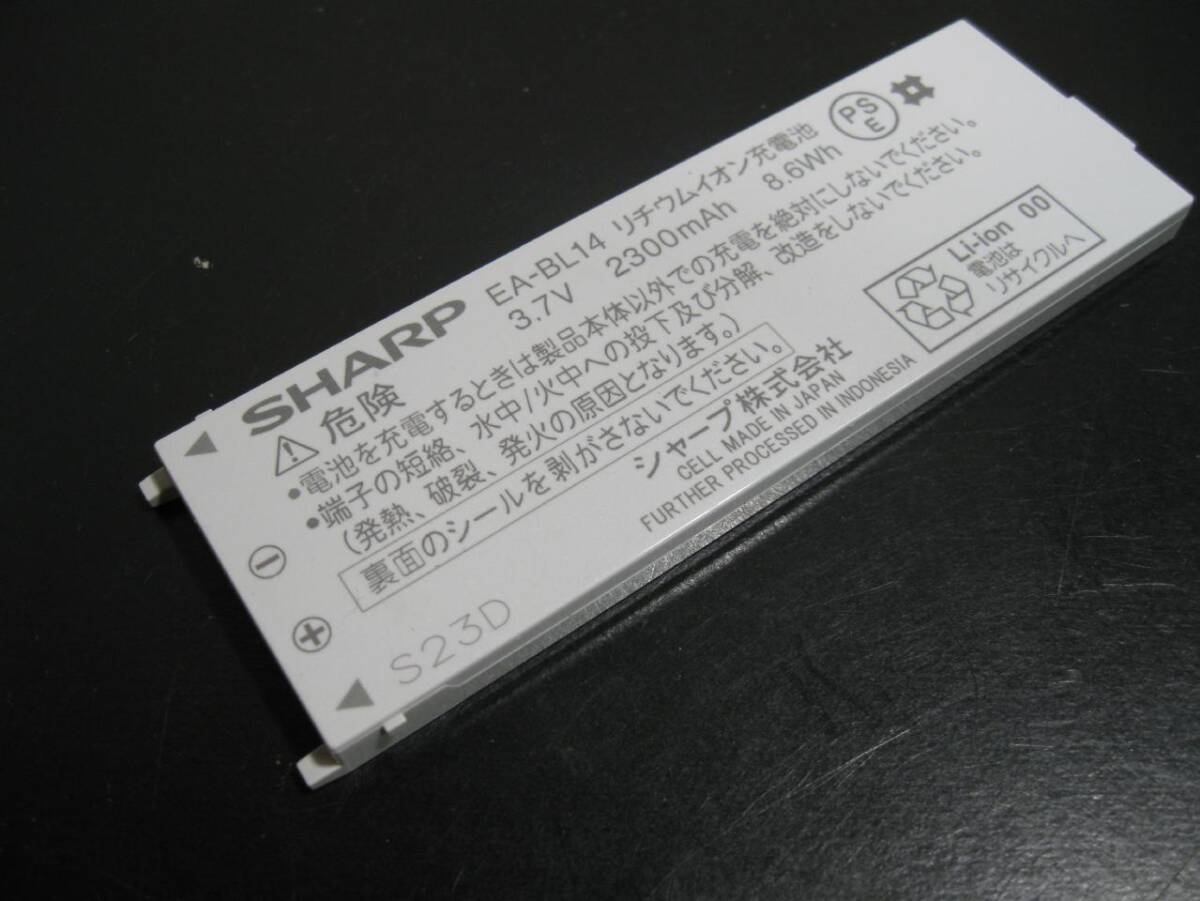 SHARP EA-BL14 リチウムイオン充電池
3.7V 2300mAh 8.6Wh
PSE
危険
•電池を充電するときは製品本体以外での充電を絶対にしないでください。
•端子の短絡、水中/火中への投下及び分解、改造をしないでください。
(発熱、破裂、発火の原因となります。)
裏面のシールを剥がさないでください。
シャープ株式会社
CELL MADE IN JAPAN
FURTHER PROCESSED IN INDONESIA
Li-ion 00
電池は
リサイクルへ
S23D